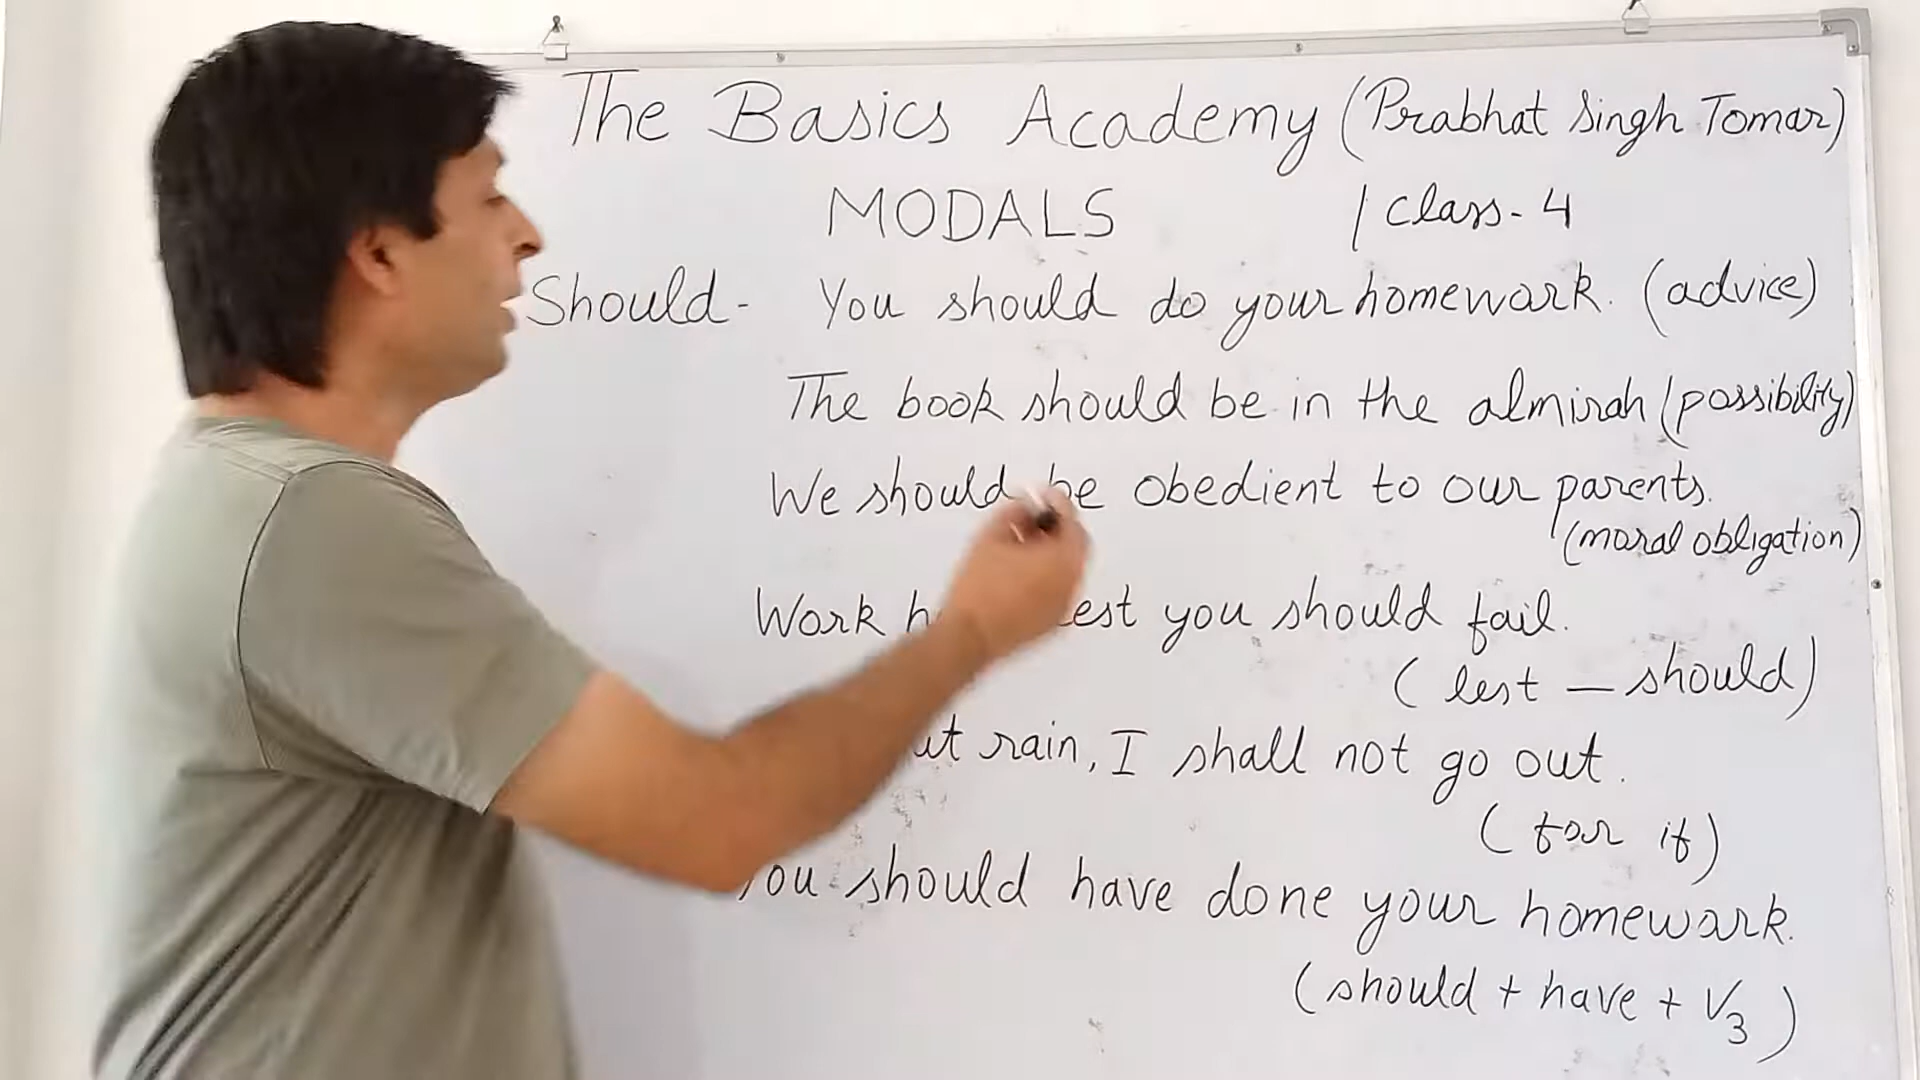 The Basics Academy (Prabhat Singh Tomar)
MODALS / Class-4
Should - You should do your homework. (advice)
The book should be in the almirah (possibility)
We should be obedient to our parents.
(moral obligation)
Work you should fail.
(lest — should)
rain, I shall not go out.
(for if)
You should have done your homework.
(should + have + V3)